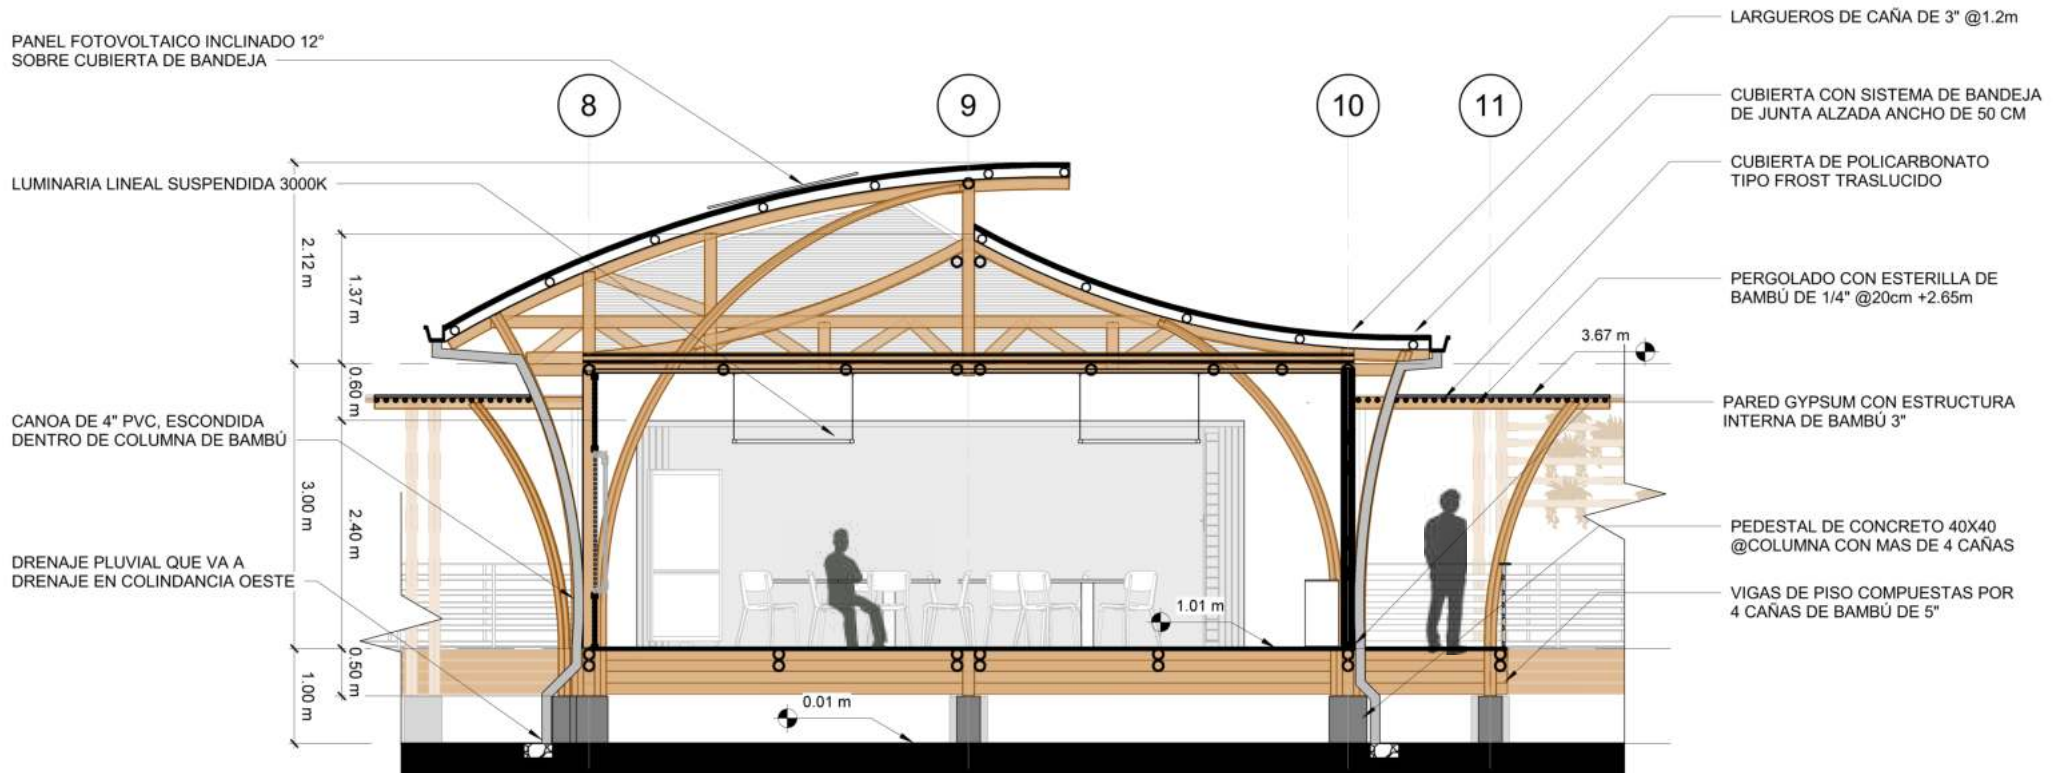 PANEL FOTOVOLTAICO INCLINADO 12°
SOBRE CUBIERTA DE BANDEJA
LUMINARIA LINEAL SUSPENDIDA 3000K
CANOA DE 4" PVC, ESCONDIDA
DENTRO DE COLUMNA DE BAMBÚ
DRENAJE PLUVIAL QUE VA A
DRENAJE EN COLINDANCIA OESTE
8
9
10
11
2.12 m
1.37 m
0.60 m
3.00 m
2.40 m
0.50 m
1.00 m
3.67 m
1.01 m
0.01 m
LARGUEROS DE CAÑA DE 3" @1.2m
CUBIERTA CON SISTEMA DE BANDEJA
DE JUNTA ALZADA ANCHO DE 50 CM
CUBIERTA DE POLICARBONATO
TIPO FROST TRASLUCIDO
PERGOLADO CON ESTERILLA DE
BAMBÚ DE 1/4" @20cm +2.65m
PARED GYPSUM CON ESTRUCTURA
INTERNA DE BAMBÚ 3"
PEDESTAL DE CONCRETO 40X40
@COLUMNA CON MAS DE 4 CAÑAS
VIGAS DE PISO COMPUESTAS POR
4 CAÑAS DE BAMBÚ DE 5"